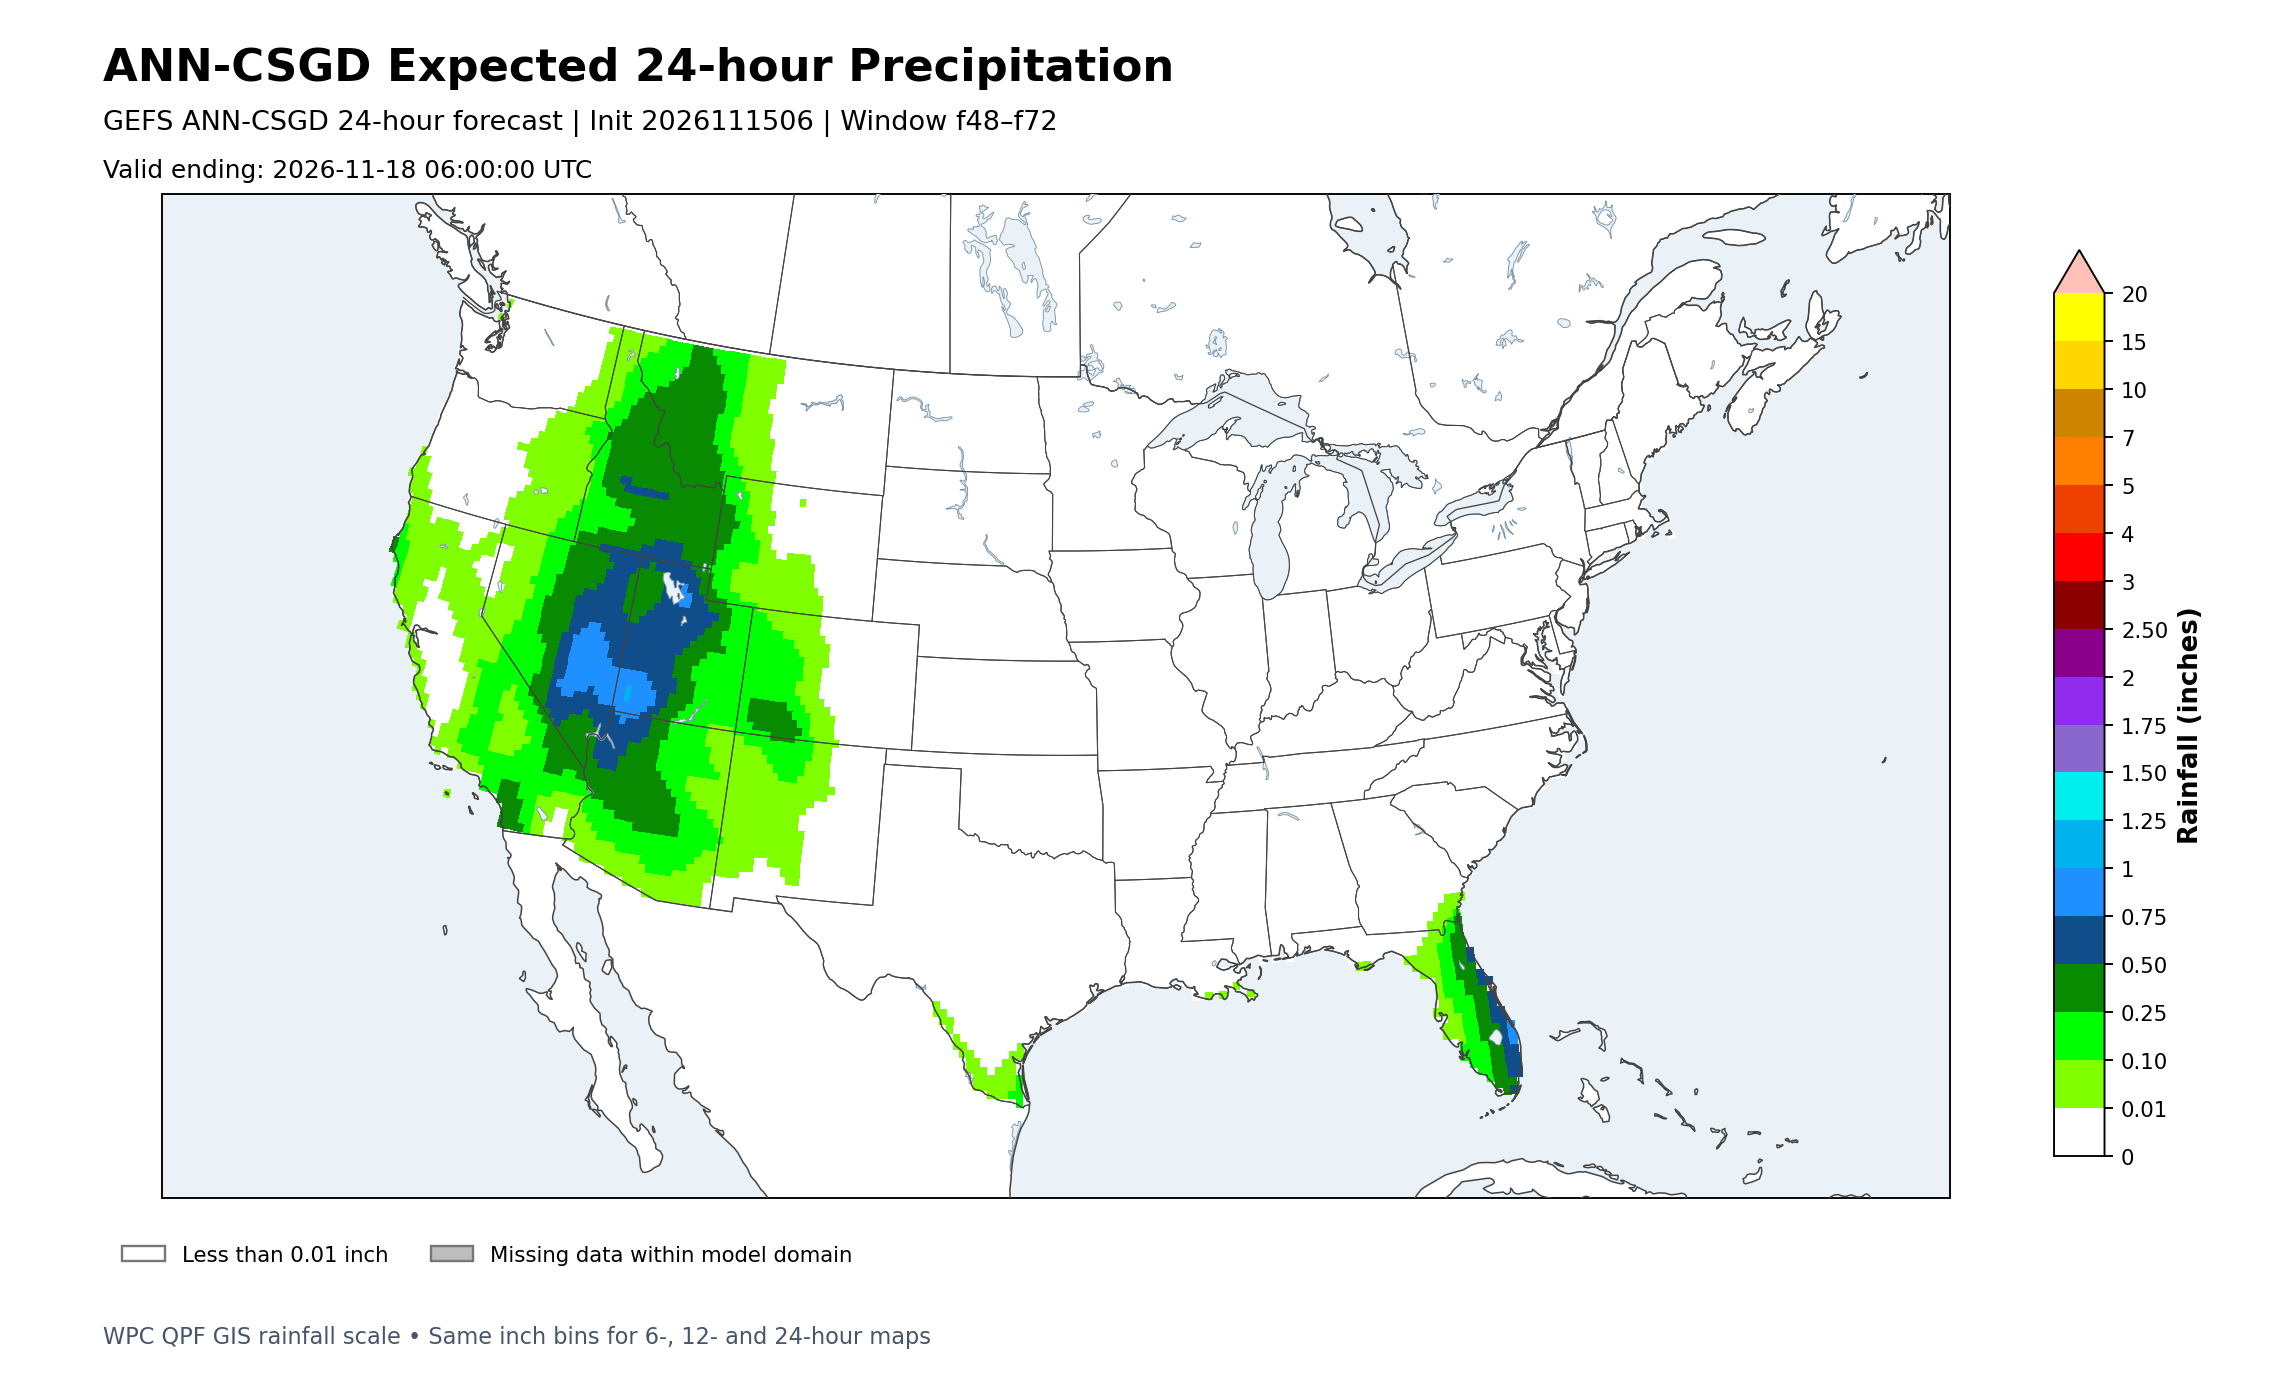 ANN-CSGD Expected 24-hour Precipitation
GEFS ANN-CSGD 24-hour forecast | Init 2026111506 | Window f48–f72
Valid ending: 2026-11-18 06:00:00 UTC
20
15
10
7
5
4
3
2.50
2
1.75
1.50
1.25
1
0.75
0.50
0.25
0.10
0.01
0
Rainfall (inches)
Less than 0.01 inch
Missing data within model domain
WPC QPF GIS rainfall scale • Same inch bins for 6-, 12- and 24-hour maps